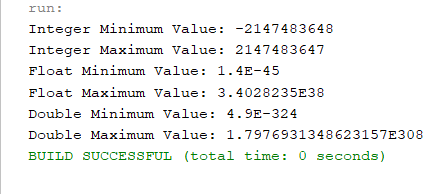 run:
Integer Minimum Value: -2147483648
Integer Maximum Value: 2147483647
Float Minimum Value: 1.4E-45
Float Maximum Value: 3.4028235E38
Double Minimum Value: 4.9E-324
Double Maximum Value: 1.7976931348623157E308
BUILD SUCCESSFUL (total time: 0 seconds)